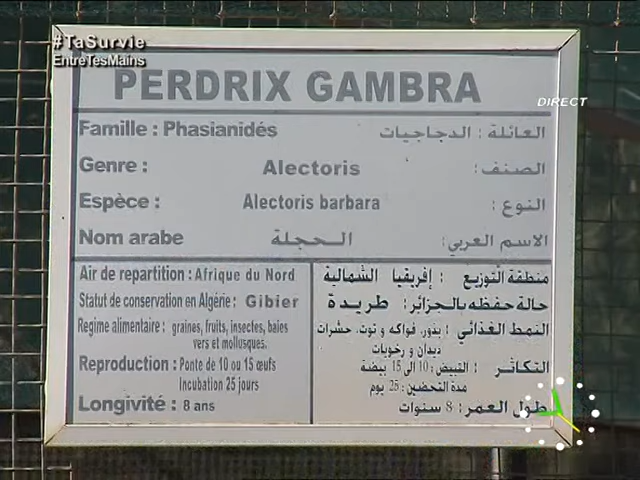 #TaSurvie
EntreTesMains
DIRECT
PERDRIX GAMBRA
Famille : Phasianidés العائلة : الدجاجيات
Genre : Alectoris الصنف :
Espèce : Alectoris barbara النوع :
Nom arabe الحجلة الاسم العربي :
Air de repartition : Afrique du Nord
Statut de conservation en Algérie : Gibier
Regime alimentaire : graines, fruits, insectes, baies
vers et mollusques.
Reproduction : Ponte de 10 ou 15 œufs
Incubation 25 jours
Longivité : 8 ans
منطقة التوزيع : إفريقيا الشمالية
حالة حفظه بالجزائر : طريدة
النمط الغذائي : بذور، فواكه و توت، حشرات
ديدان و رخويات
التكاثر : التبيض : 10 الى 15 بيضة
مدة التحضين : 25 يوم
طول العمر : 8 سنوات